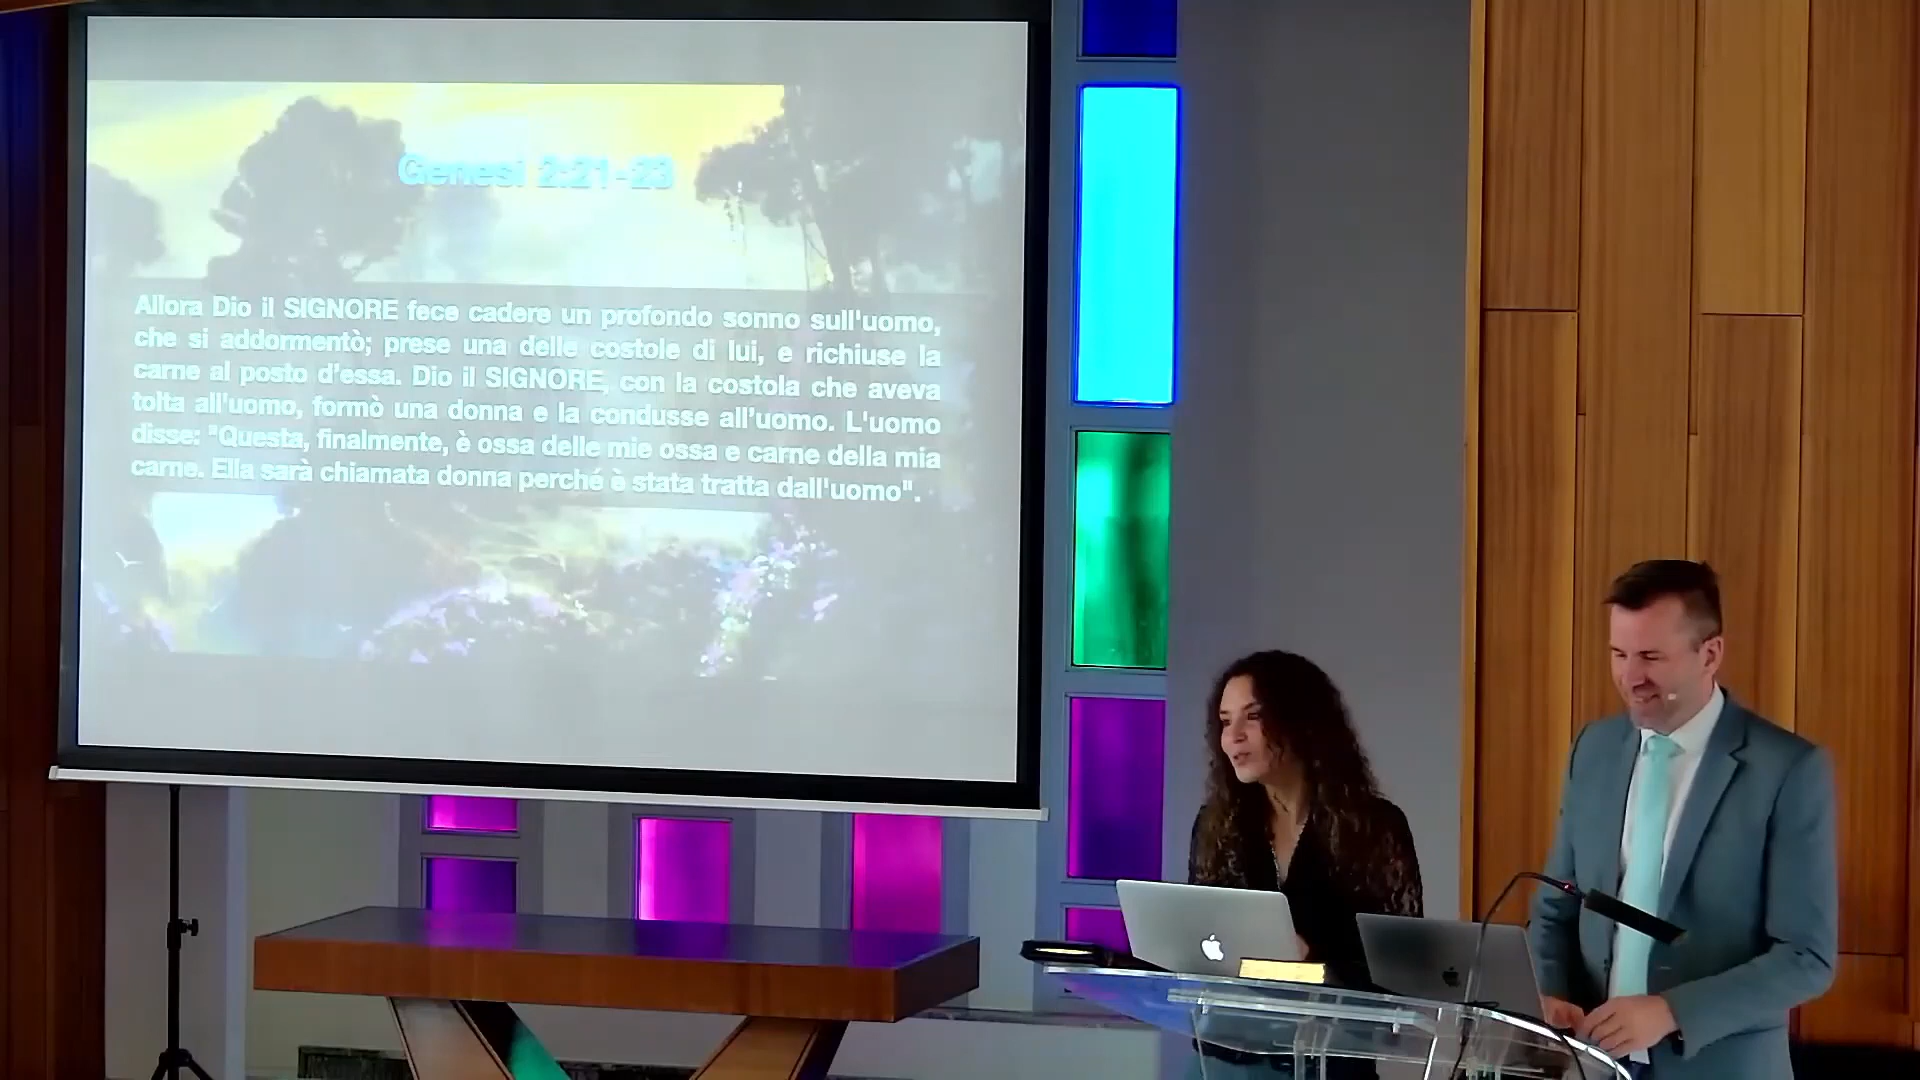 Genesi 2:21-23
Allora Dio il SIGNORE fece cadere un profondo sonno sull'uomo,
che si addormentò; prese una delle costole di lui, e richiuse la
carne al posto d'essa. Dio il SIGNORE, con la costola che aveva
tolta all'uomo, formò una donna e la condusse all'uomo. L'uomo
disse: "Questa, finalmente, è ossa delle mie ossa e carne della mia
carne. Ella sarà chiamata donna perché è stata tratta dall'uomo".